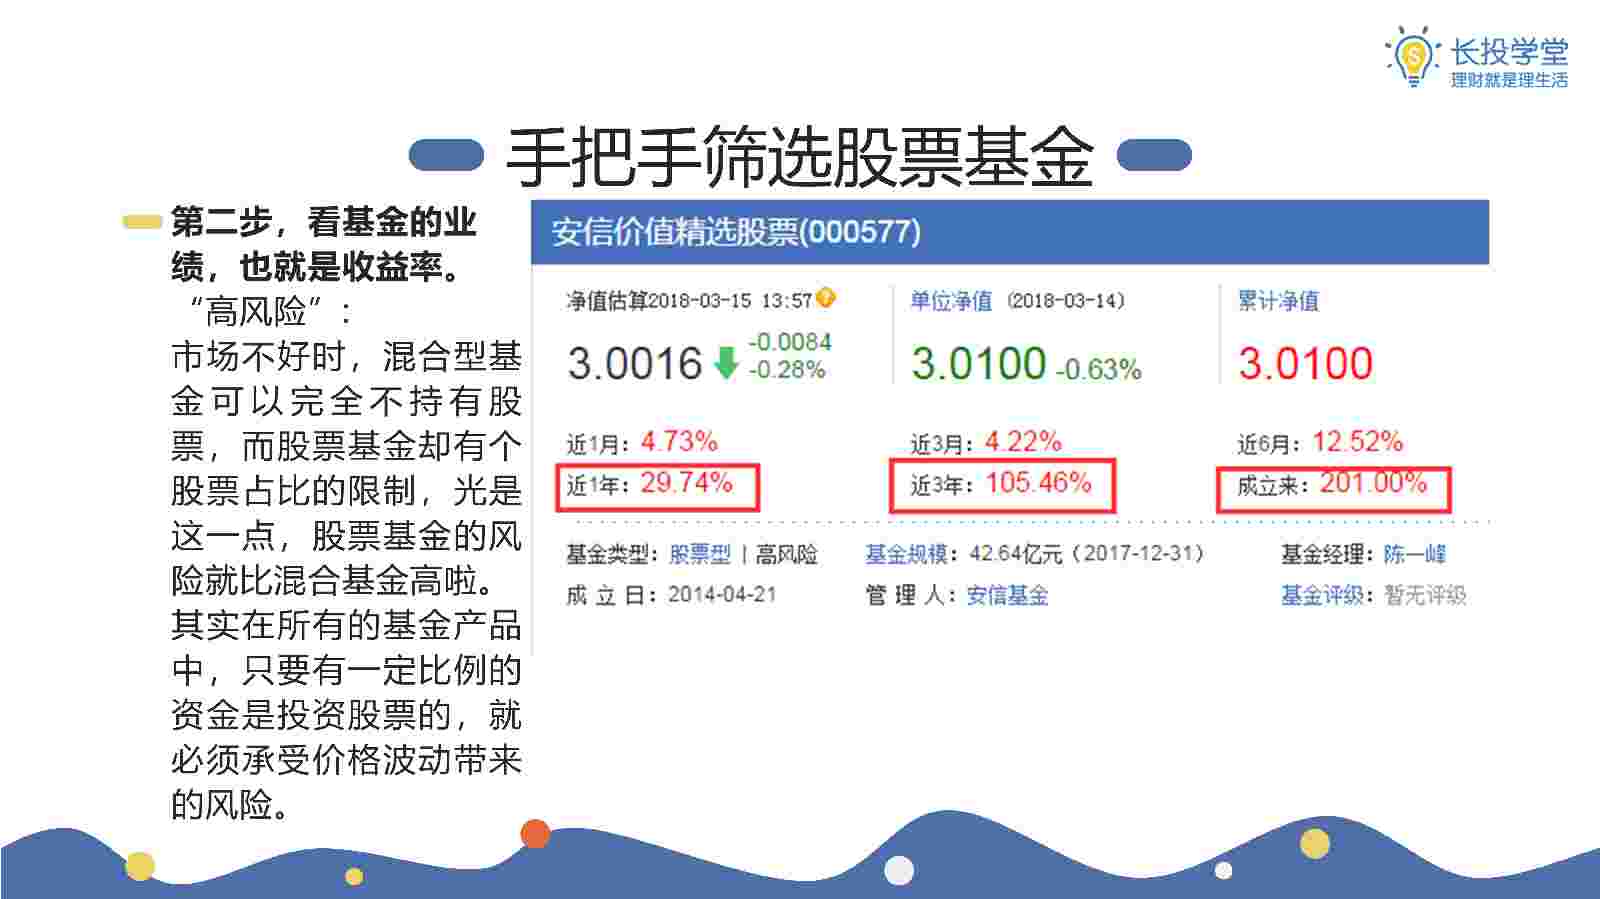 长投学堂
理财就是理生活
手把手筛选股票基金
第二步，看基金的业
绩，也就是收益率。
“高风险”：
市场不好时，混合型基
金可以完全不持有股
票，而股票基金却有个
股票占比的限制，光是
这一点，股票基金的风
险就比混合基金高啦。
其实在所有的基金产品
中，只要有一定比例的
资金是投资股票的，就
必须承受价格波动带来
的风险。
安信价值精选股票(000577)
净值估算2018-03-15 13:57
单位净值（2018-03-14）
累计净值
3.0016 -0.0084 -0.28%
3.0100 -0.63%
3.0100
近1月：4.73% 近3月：4.22% 近6月：12.52%
近1年：29.74% 近3年：105.46% 成立来：201.00%
基金类型：股票型 | 高风险 基金规模：42.64亿元（2017-12-31） 基金经理：陈一峰
成 立 日：2014-04-21 管 理 人：安信基金 基金评级：暂无评级